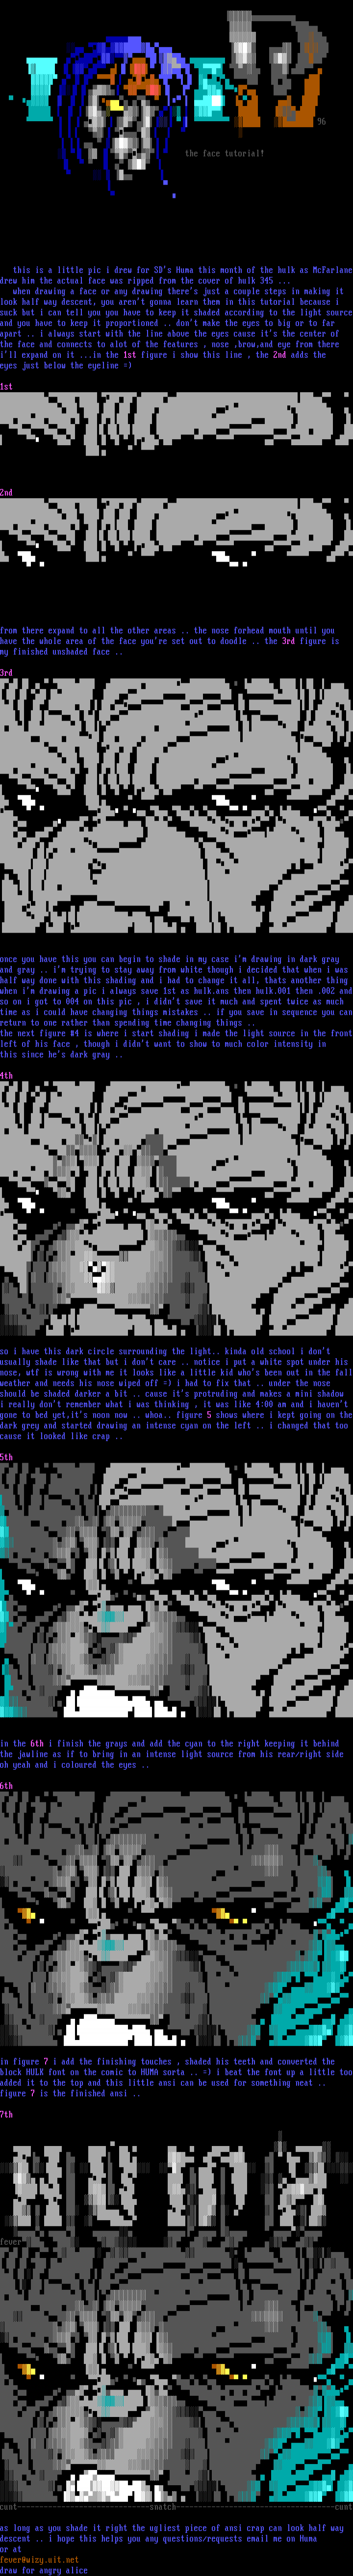 96
the face tutorial!
this is a little pic i drew for SD's Huma this month of the hulk as McFarlane
drew him the actual face was ripped from the cover of hulk 345 ...
when drawing a face or any drawing there's just a couple steps in making it
look half way descent, you aren't gonna learn them in this tutorial because i
suck but i can tell you you have to keep it shaded according to the light source
and you have to keep it proportioned .. don't make the eyes to big or to far
apart .. i always start with the line above the eyes cause it's the center of
the face and connects to alot of the features , nose ,brow,and eye from there
i'll expand on it ...in the 1st figure i show this line , the 2nd adds the
eyes just below the eyeline =)
1st
2nd
from there expand to all the other areas .. the nose forhead mouth until you
have the whole area of the face you're set out to doodle .. the 3rd figure is
my finished unshaded face ..
3rd
once you have this you can begin to shade in my case i'm drawing in dark gray
and gray .. i'm trying to stay away from white though i decided that when i was
half way done with this shading and i had to change it all, thats another thing
when i'm drawing a pic i always save 1st as hulk.ans then hulk.001 then .002 and
so on i got to 004 on this pic , i didn't save it much and spent twice as much
time as i could have changing things mistakes .. if you save in sequence you can
return to one rather than spending time changing things ..
the next figure #4 is where i start shading i made the light source in the front
left of his face , though i didn't want to show to much color intensity in
this since he's dark gray ..
4th
so i have this dark circle surrounding the light.. kinda old school i don't
usually shade like that but i don't care .. notice i put a white spot under his
nose, wtf is wrong with me it looks like a little kid who's been out in the fall
weather and needs his nose wiped off =) i had to fix that .. under the nose
should be shaded darker a bit .. cause it's protruding and makes a mini shadow
i really don't remember what i was thinking , it was like 4:00 am and i haven't
gone to bed yet,it's noon now .. whoa.. figure 5 shows where i kept going on the
dark grey and started drawing an intense cyan on the left .. i changed that too
cause it looked like crap ..
5th
in the 6th i finish the grays and add the cyan to the right keeping it behind
the jawline as if to bring in an intense light source from his rear/right side
oh yeah and i coloured the eyes ..
6th
in figure 7 i add the finishing touches , shaded his teeth and converted the
block HULK font on the comic to HUMA sorta .. =) i beat the font up a little too
added it to the top and this little ansi can be used for something neat ..
figure 7 is the finished ansi ..
7th
HUMA
fever
cunt------------------------------snatch------------------------------------cunt
as long as you shade it right the ugliest piece of ansi crap can look half way
descent .. i hope this helps you any questions/requests email me on Huma
or at
fever@wizy.uit.net
draw for angry alice